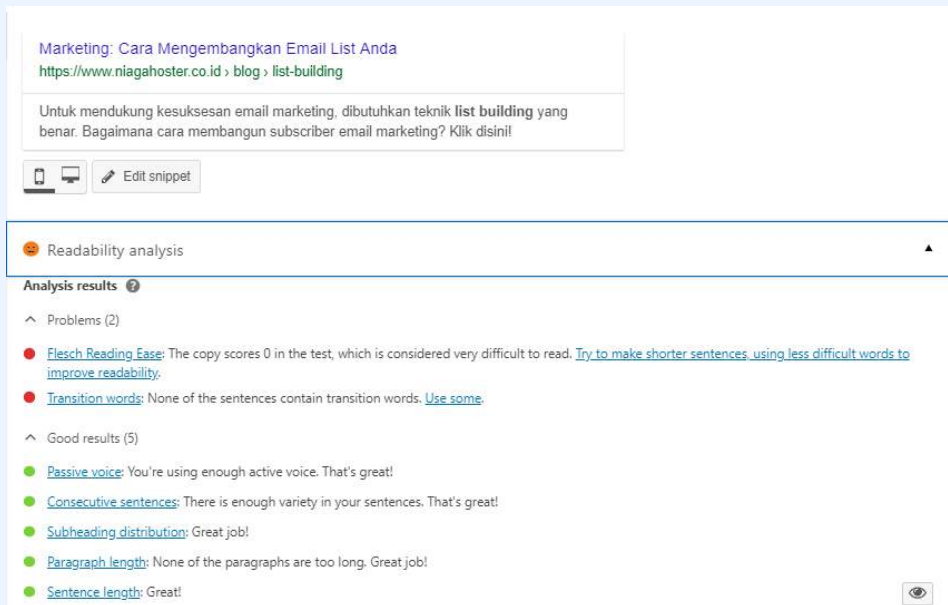 Marketing: Cara Mengembangkan Email List Anda
https://www.niagahoster.co.id › blog › list-building
Untuk mendukung kesuksesan email marketing, dibutuhkan teknik list building yang
benar. Bagaimana cara membangun subscriber email marketing? Klik disini!
Edit snippet
Readability analysis
Analysis results
Problems (2)
Flesch Reading Ease: The copy scores 0 in the test, which is considered very difficult to read. Try to make shorter sentences, using less difficult words to
improve readability.
Transition words: None of the sentences contain transition words. Use some.
Good results (5)
Passive voice: You're using enough active voice. That's great!
Consecutive sentences: There is enough variety in your sentences. That's great!
Subheading distribution: Great job!
Paragraph length: None of the paragraphs are too long. Great job!
Sentence length: Great!